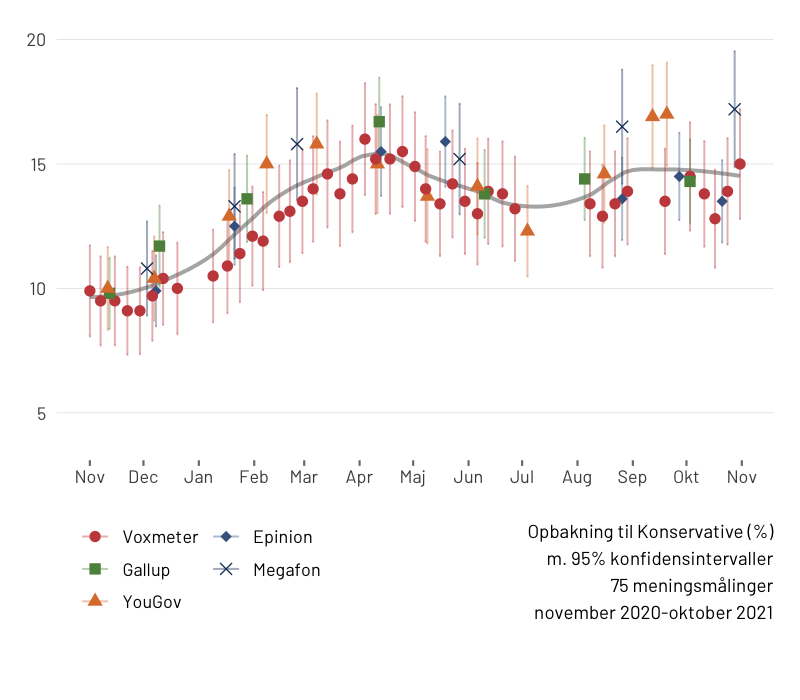 20
15
10
5
Nov Dec Jan Feb Mar Apr Maj Jun Jul Aug Sep Okt Nov
Voxmeter
Epinion
Gallup
Megafon
YouGov
Opbakning til Konservative (%)
m. 95% konfidensintervaller
75 meningsmålinger
november 2020-oktober 2021